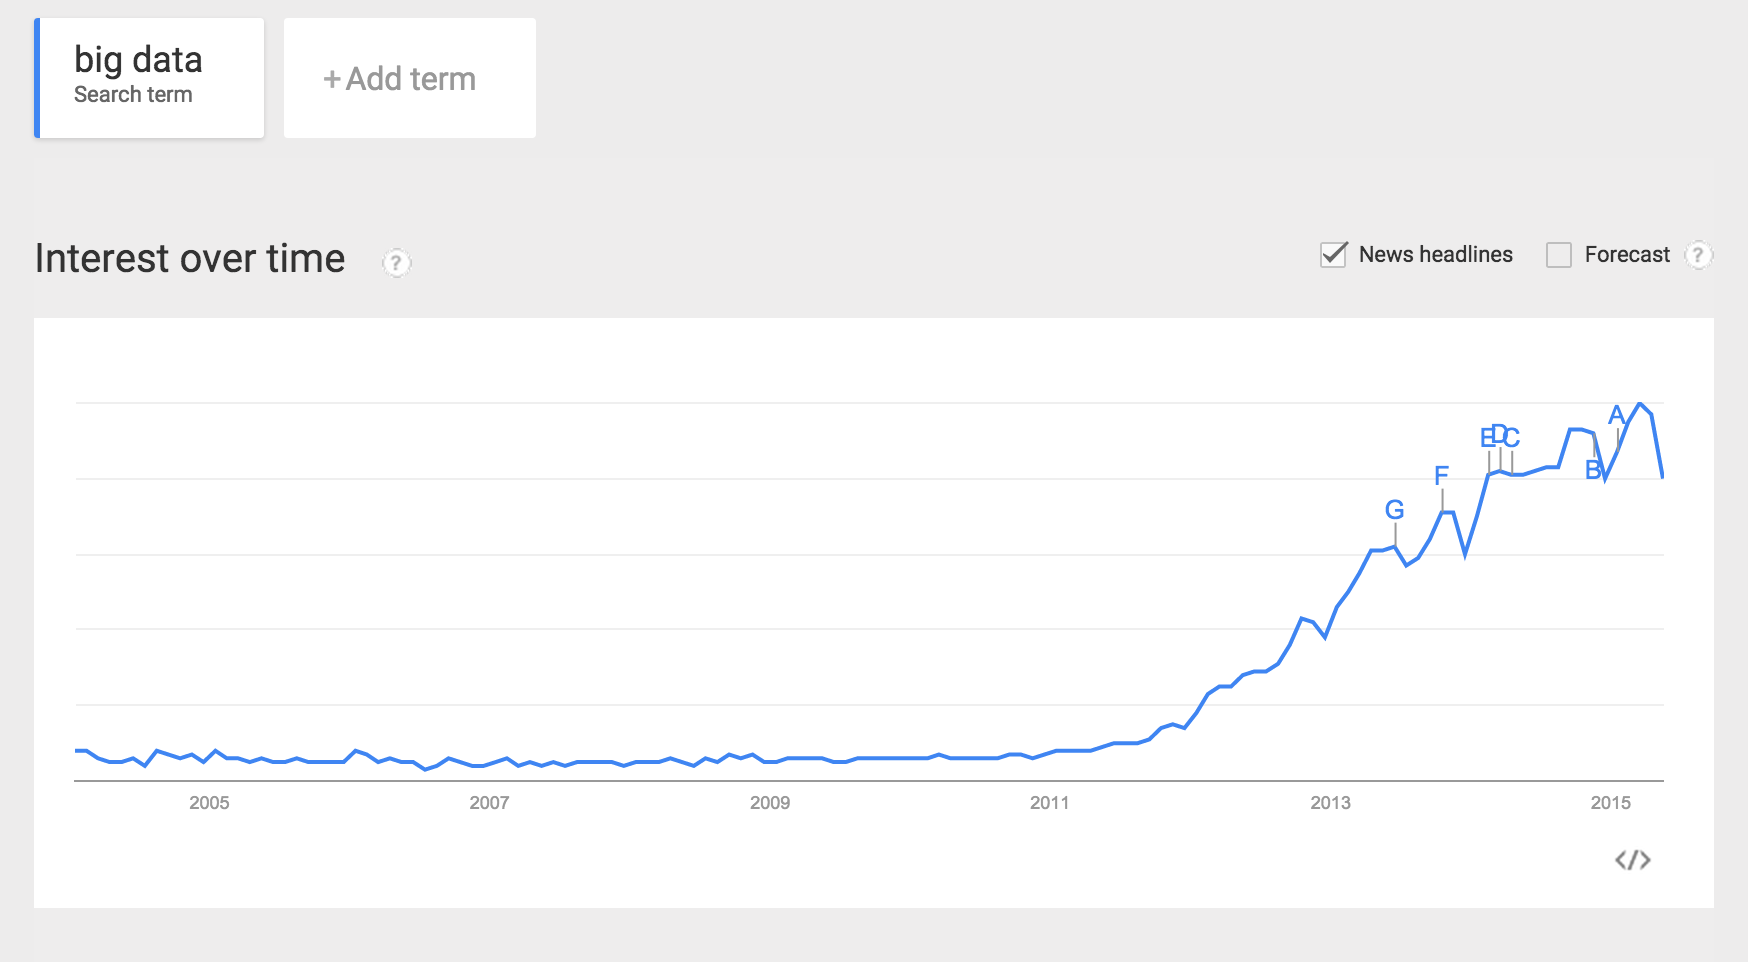 big data
Search term
+ Add term
Interest over time
?
News headlines
Forecast
?
A
E D C
B
F
G
2005
2007
2009
2011
2013
2015
</>